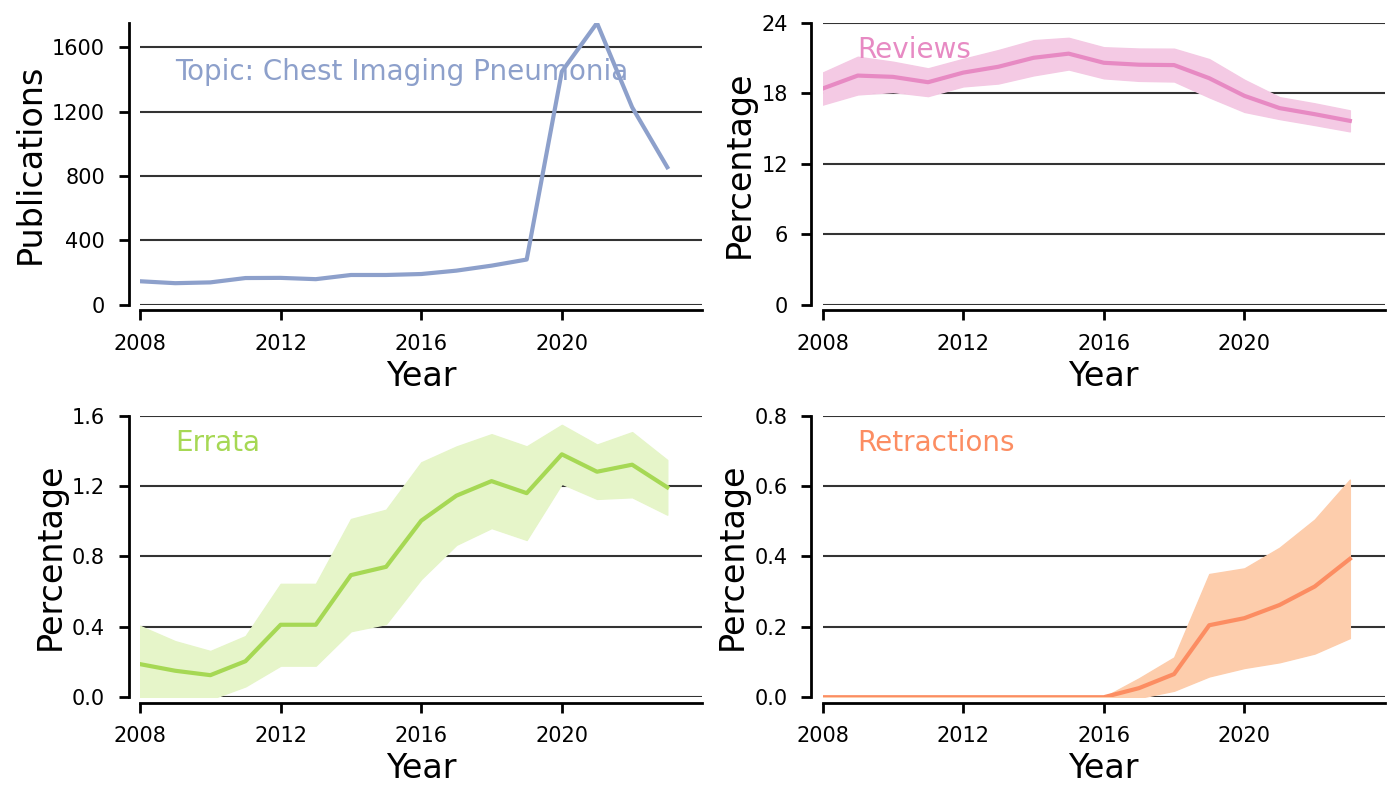 Publications
1600
1200
800
400
0
Topic: Chest Imaging Pneumonia
2008 2012 2016 2020
Year
Percentage
24
18
12
6
0
Reviews
2008 2012 2016 2020
Year
Percentage
1.6
1.2
0.8
0.4
0.0
Errata
2008 2012 2016 2020
Year
Percentage
0.8
0.6
0.4
0.2
0.0
Retractions
2008 2012 2016 2020
Year